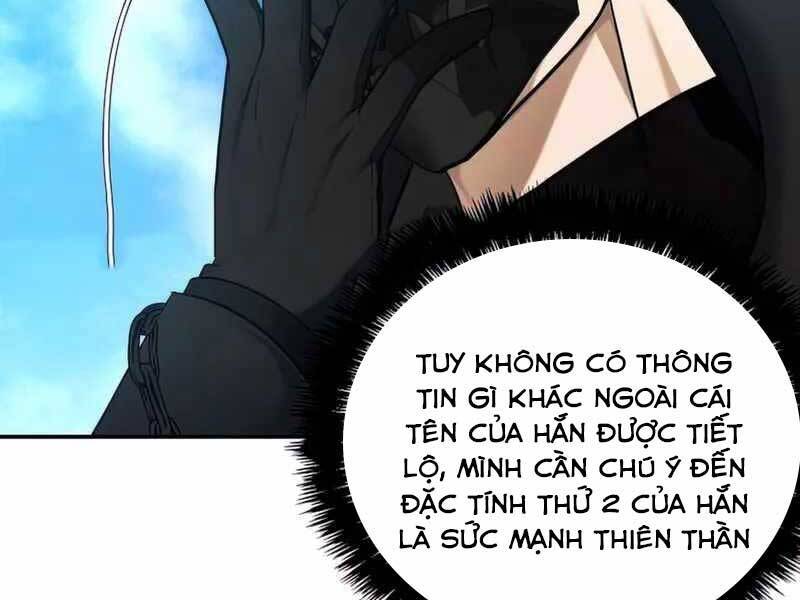 TUY KHÔNG CÓ THÔNG
TIN GÌ KHÁC NGOÀI CÁI
TÊN CỦA HẮN ĐƯỢC TIẾT
LỘ, MÌNH CẦN CHÚ Ý ĐẾN
ĐẶC TÍNH THỨ 2 CỦA HẮN
LÀ SỨC MẠNH THIÊN THẦN